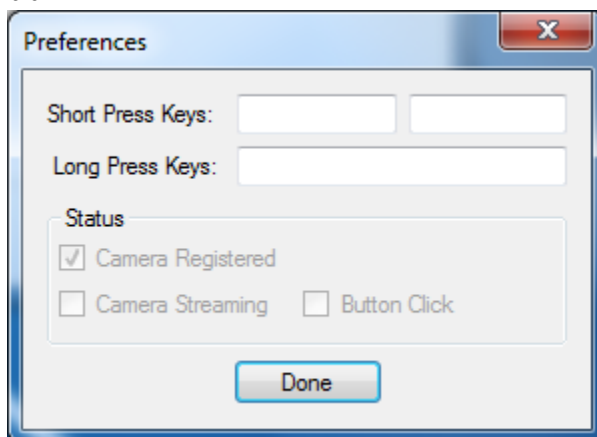 Preferences
Short Press Keys:
Long Press Keys:
Status
Camera Registered
Camera Streaming Button Click
Done